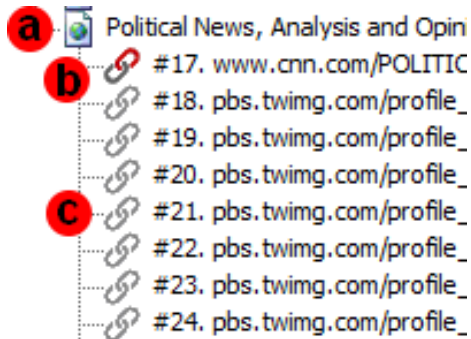 a Political News, Analysis and Opini
b #17. www.cnn.com/POLITIC
#18. pbs.twimg.com/profile_
#19. pbs.twimg.com/profile_
#20. pbs.twimg.com/profile_
c #21. pbs.twimg.com/profile_
#22. pbs.twimg.com/profile_
#23. pbs.twimg.com/profile_
#24. pbs.twimg.com/profile_